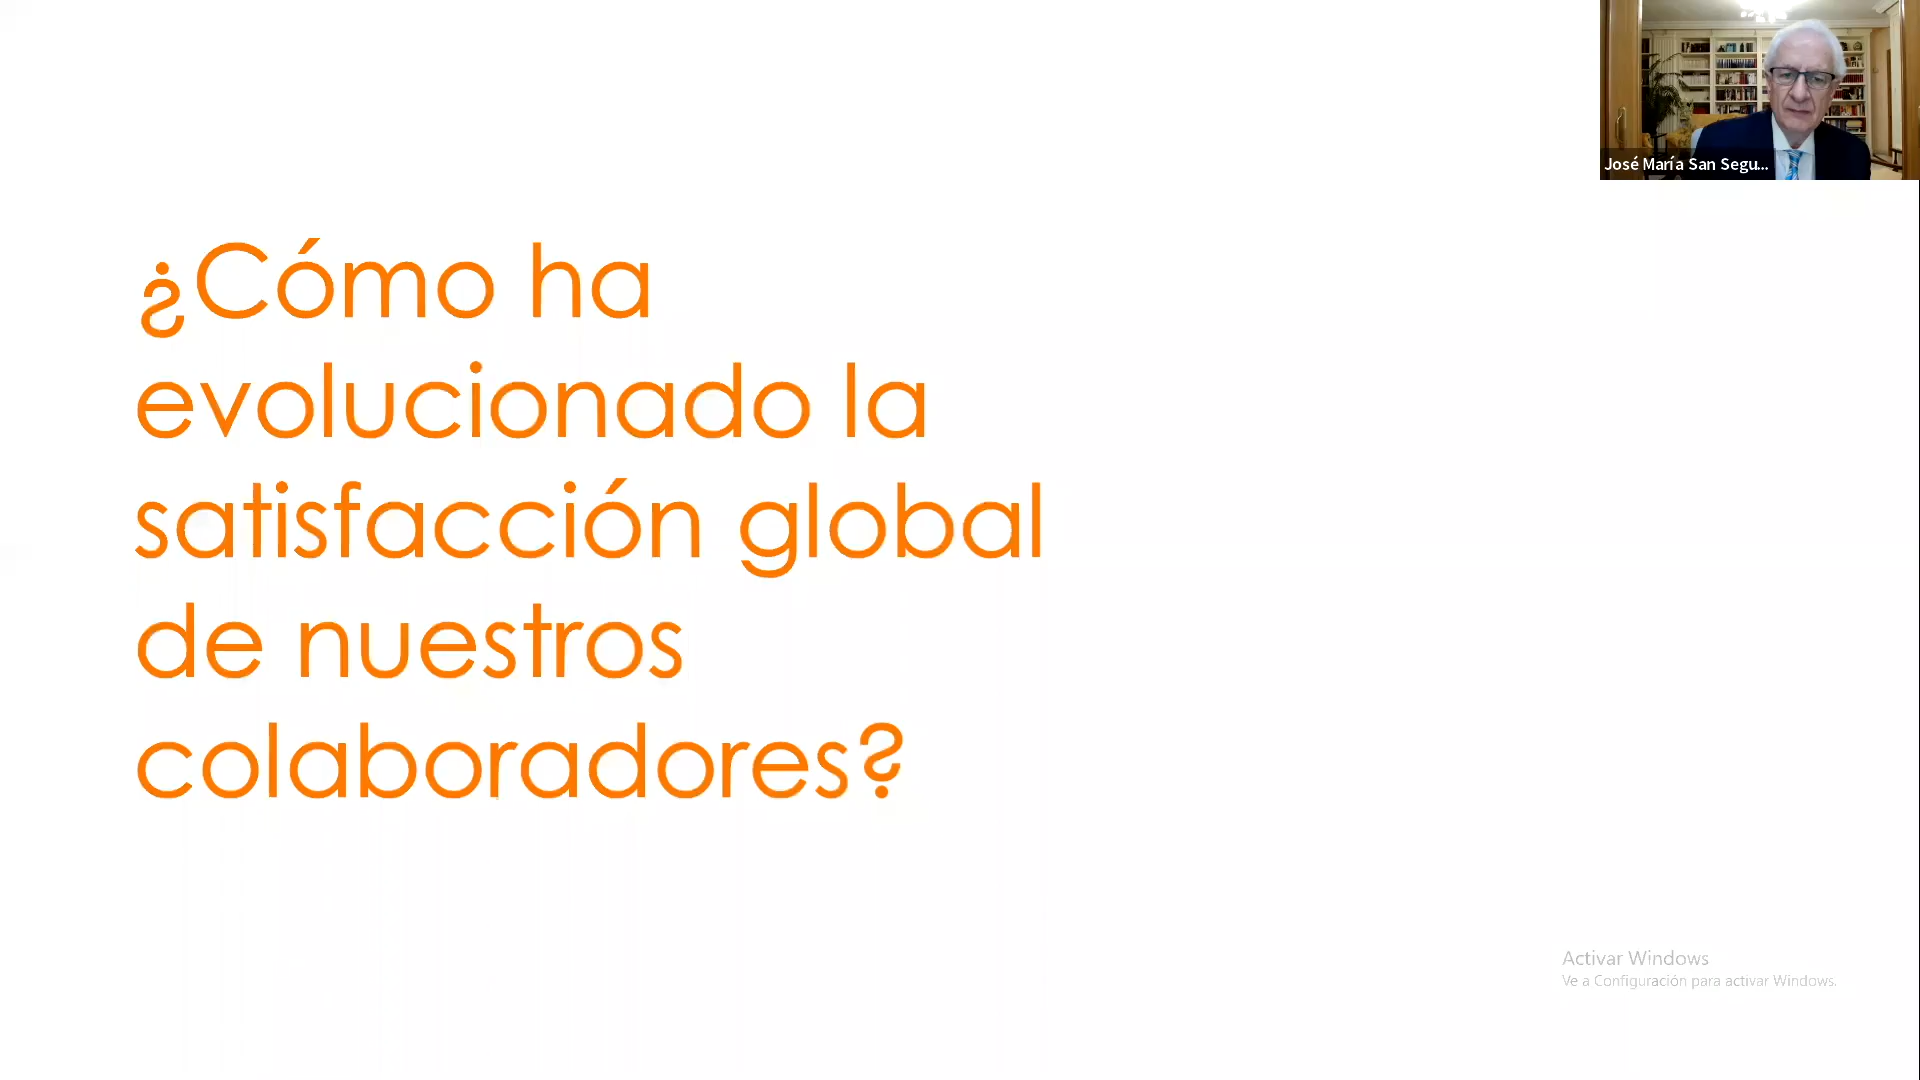 José María San Segu...
¿Cómo ha
evolucionado la
satisfacción global
de nuestros
colaboradores?
Activar Windows
Ve a Configuración para activar Windows.